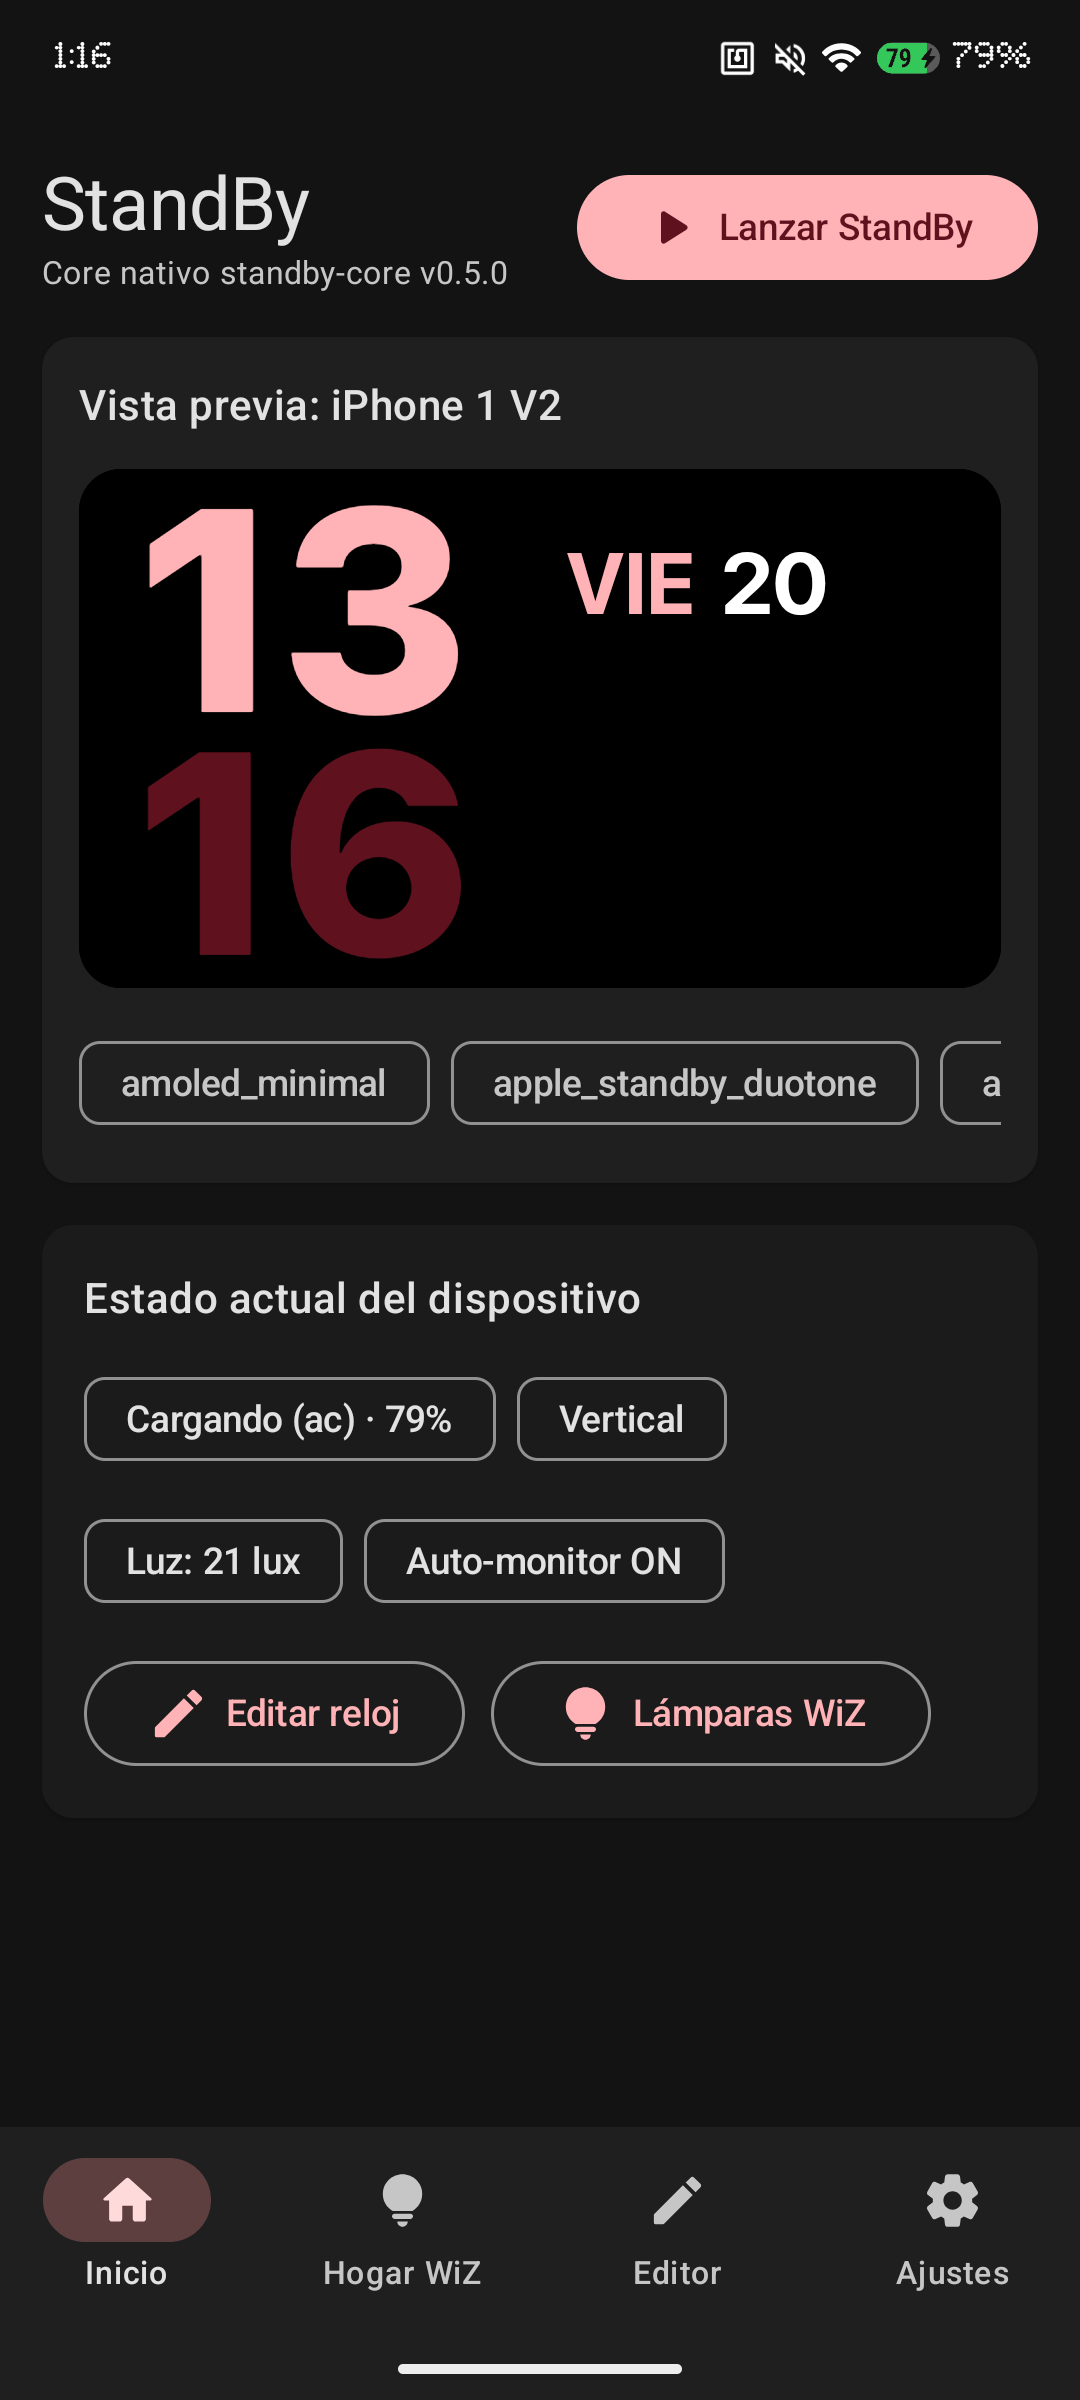 1:16
79 79%
StandBy
Core nativo standby-core v0.5.0
Lanzar StandBy
Vista previa: iPhone 1 V2
13
16
VIE 20
amoled_minimal
apple_standby_duotone
a
Estado actual del dispositivo
Cargando (ac) · 79%
Vertical
Luz: 21 lux
Auto-monitor ON
Editar reloj
Lámparas WiZ
Inicio
Hogar WiZ
Editor
Ajustes